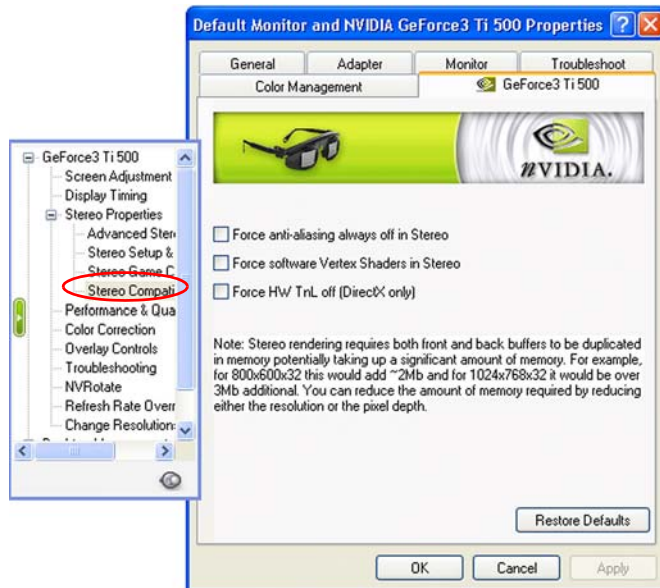 Default Monitor and NVIDIA GeForce3 Ti 500 Properties
General
Adapter
Monitor
Troubleshoot
Color Management
GeForce3 Ti 500
nVIDIA.
GeForce3 Ti 500
Screen Adjustment
Display Timing
Stereo Properties
Advanced
Stereo Setup &
Stereo Game C
Stereo
Performance &
Color Correction
Overlay Controls
Troubleshooting
NVRotate
Refresh Rate
Change
Force anti-aliasing always off in Stereo
Force software Vertex Shaders in Stereo
Force HW TnL off (DirectX only)
Note: Stereo rendering requires both front and back buffers to be duplicated
in memory potentially taking up a significant amount of memory. For example,
for 800x600x32 this would add ~2Mb and for 1024x768x32 it would be over
3Mb additional. You can reduce the amount of memory required by reducing
either the resolution or the pixel depth.
Restore Defaults
OK
Cancel
Apply